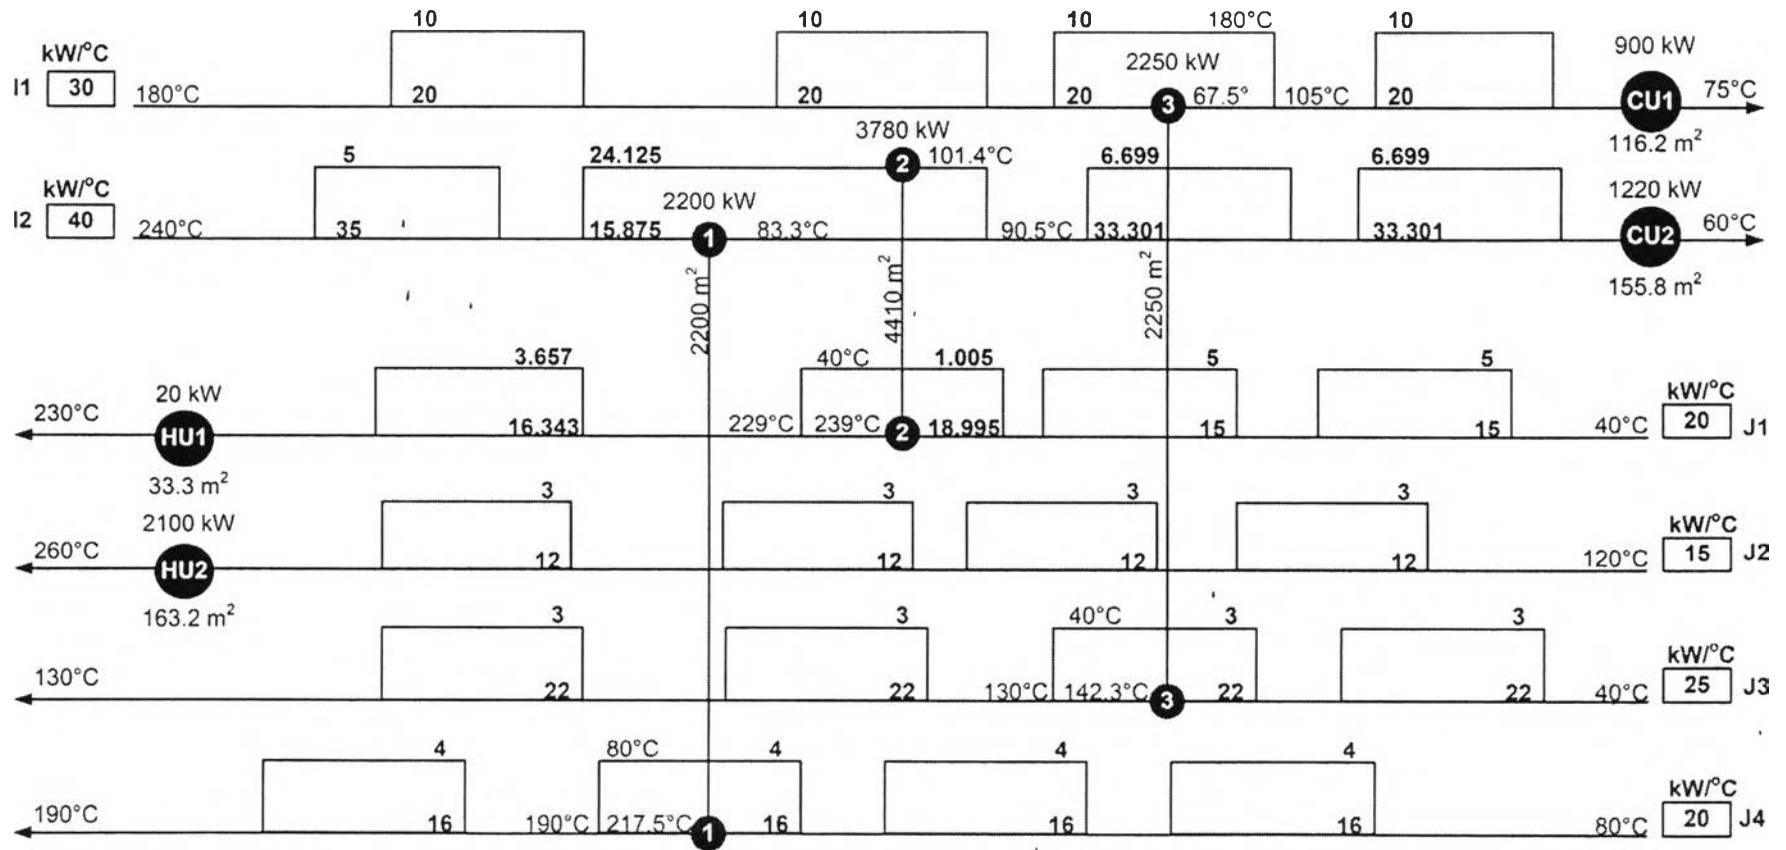 10 10 10 180°C 10
kW/°C 2250 kW 900 kW
I1 30 180°C 20 20 20 3 67.5° 105°C 20 CU1 75°C
3780 kW 116.2 m²
5 24.125 2 101.4°C 6.699 6.699
kW/°C 2200 kW 1220 kW
I2 40 240°C 35 15.875 1 83.3°C 90.5°C 33.301 33.301 CU2 60°C
155.8 m²
2200 m² 4410 m² 2250 m²
3.657 40°C 1.005 5 5
20 kW kW/°C
230°C HU1 16.343 229°C 239°C 2 18.995 15 15 40°C 20 J1
33.3 m²
3 3 3 3
2100 kW kW/°C
260°C HU2 12 12 12 12 120°C 15 J2
163.2 m²
3 3 40°C 3 3
kW/°C
130°C 22 22 130°C 142.3°C 3 22 22 40°C 25 J3
4 80°C 4 4 4
kW/°C
190°C 16 190°C 217.5°C 1 16 16 16 80°C 20 J4